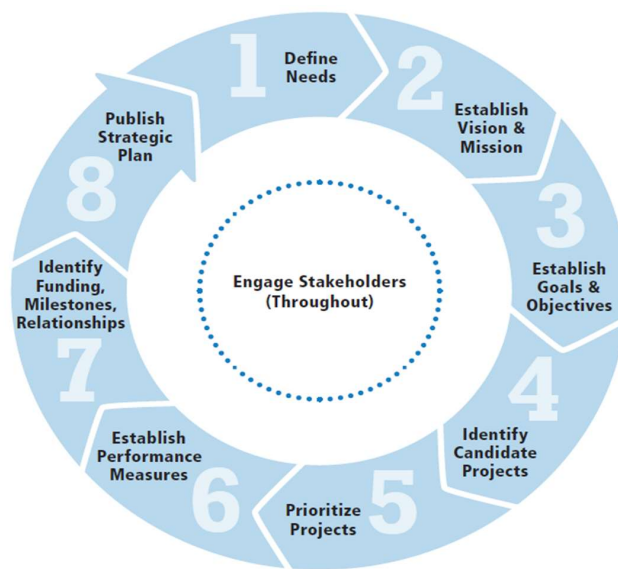 1
Define
Needs
2
Establish
Vision &
Mission
3
Establish
Goals &
Objectives
4
Identify
Candidate
Projects
5
Prioritize
Projects
6
Establish
Performance
Measures
7
Identify
Funding,
Milestones,
Relationships
8
Publish
Strategic
Plan
Engage Stakeholders
(Throughout)